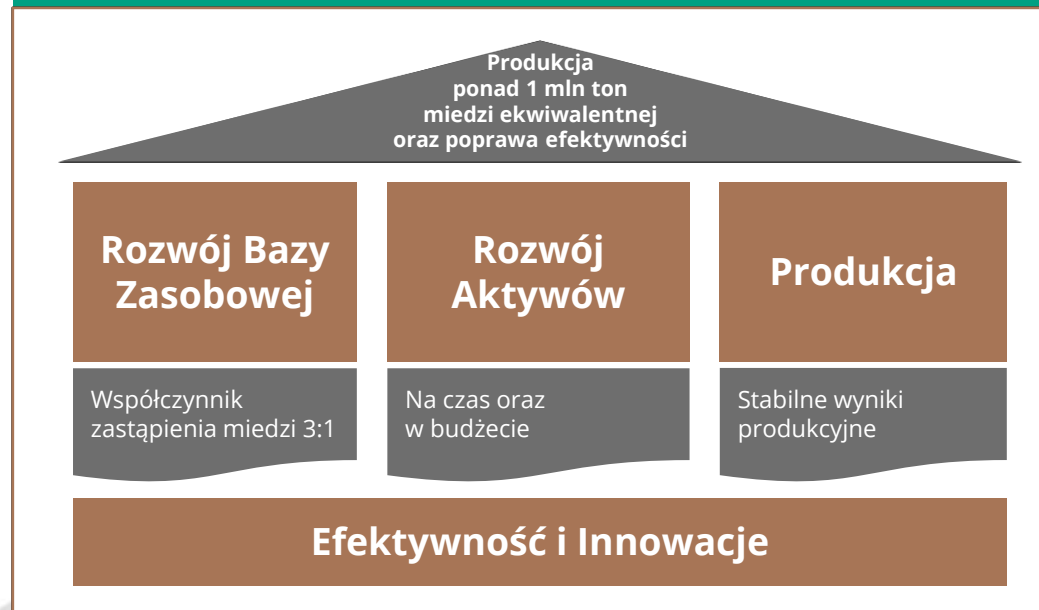 Produkcja
ponad 1 mln ton
miedzi ekwiwalentnej
oraz poprawa efektywności
Rozwój Bazy
Zasobowej
Rozwój
Aktywów
Produkcja
Współczynnik
zastąpienia miedzi 3:1
Na czas oraz
w budżecie
Stabilne wyniki
produkcyjne
Efektywność i Innowacje